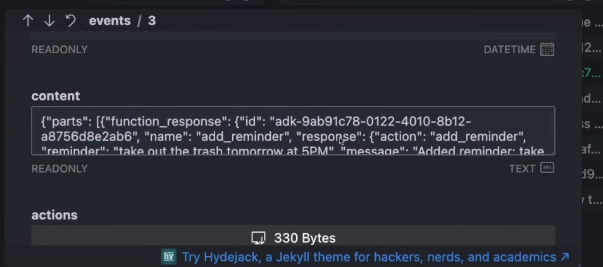 events / 3
READONLY
DATETIME
content
{"parts": [{"function_response": {"id": "adk-9ab91c78-0122-4010-8b12-
a8756d8e2ab6", "name": "add_reminder", "response": {"action": "add_reminder",
"reminder": "take out the trash tomorrow at 5PM", "message": "Added reminder: take
READONLY
TEXT
actions
330 Bytes
hy Try Hydejack, a Jekyll theme for hackers, nerds, and academics ↗